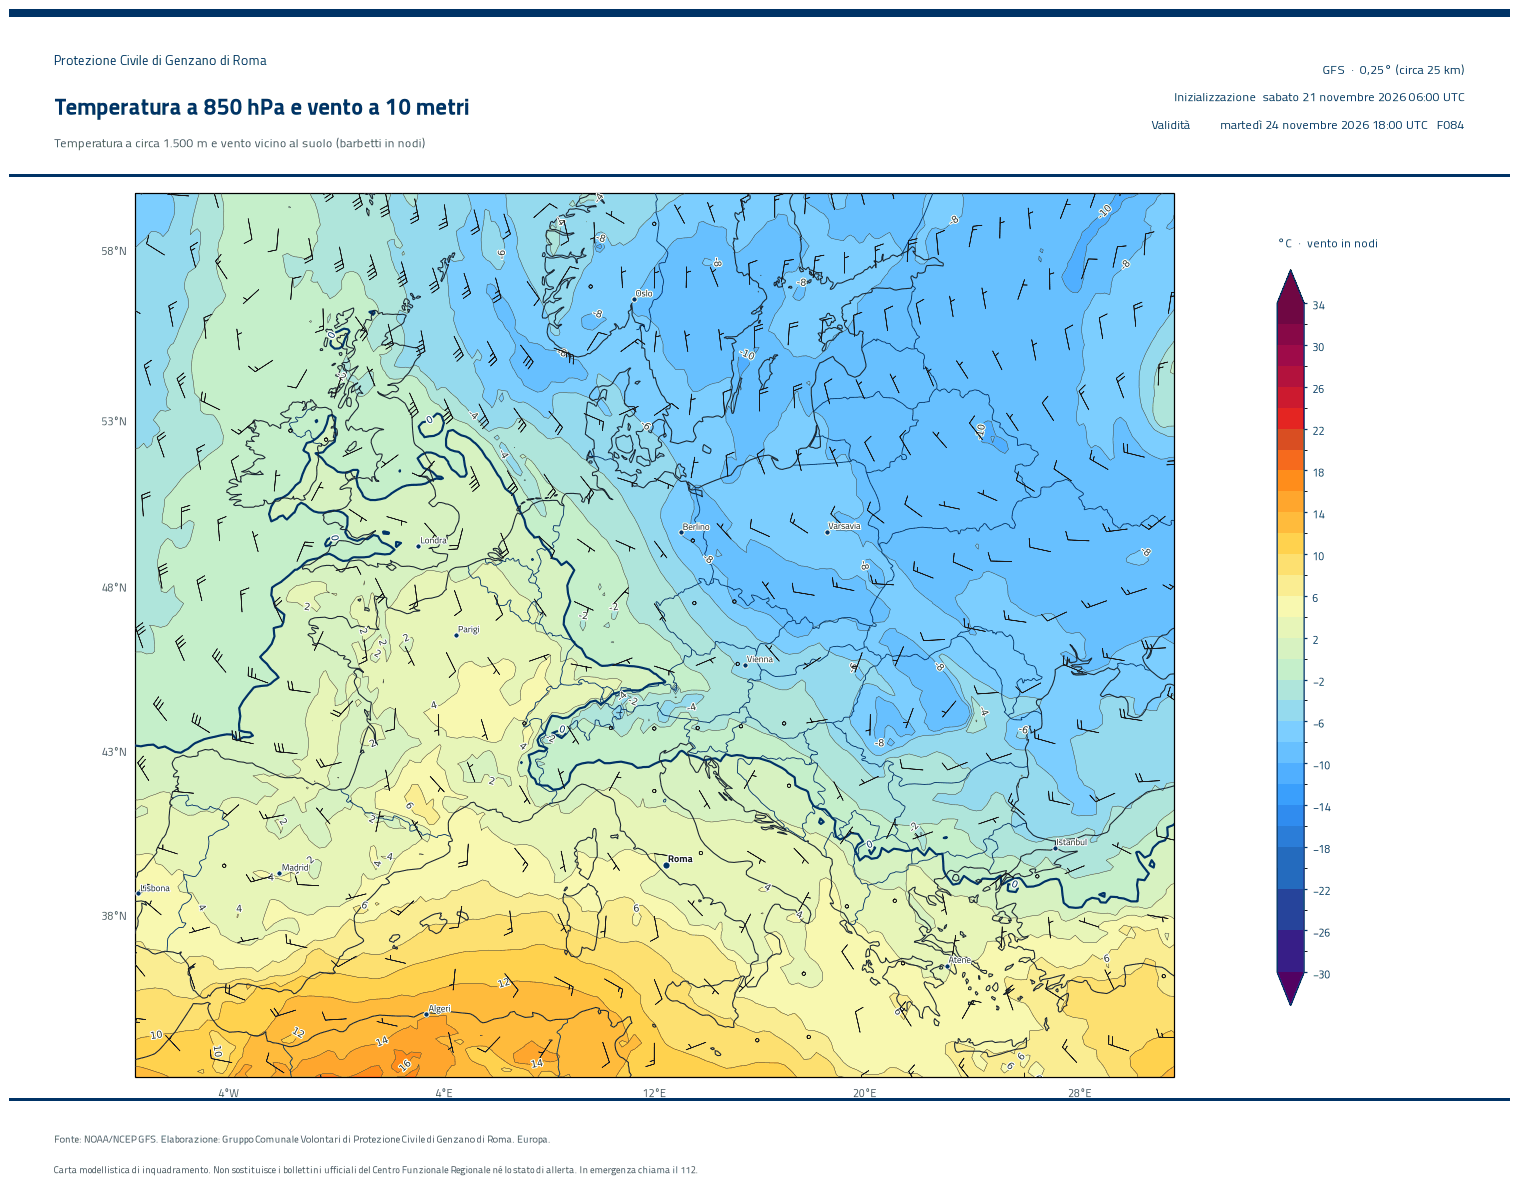 Protezione Civile di Genzano di Roma
Temperatura a 850 hPa e vento a 10 metri
Temperatura a circa 1.500 m e vento vicino al suolo (barbetti in nodi)
GFS · 0,25° (circa 25 km)
Inizializzazione sabato 21 novembre 2026 06:00 UTC
Validità martedì 24 novembre 2026 18:00 UTC F084
°C · vento in nodi
34
30
26
22
18
14
10
6
2
−2
−6
−10
−14
−18
−22
−26
−30
58°N
53°N
48°N
43°N
38°N
4°W
4°E
12°E
20°E
28°E
Oslo
Londra
Berlino
Varsavia
Parigi
Vienna
Madrid
Lisbona
Roma
Istanbul
Atene
Algeri
Fonte: NOAA/NCEP GFS. Elaborazione: Gruppo Comunale Volontari di Protezione Civile di Genzano di Roma. Europa.
Carta modellistica di inquadramento. Non sostituisce i bollettini ufficiali del Centro Funzionale Regionale né lo stato di allerta. In emergenza chiama il 112.